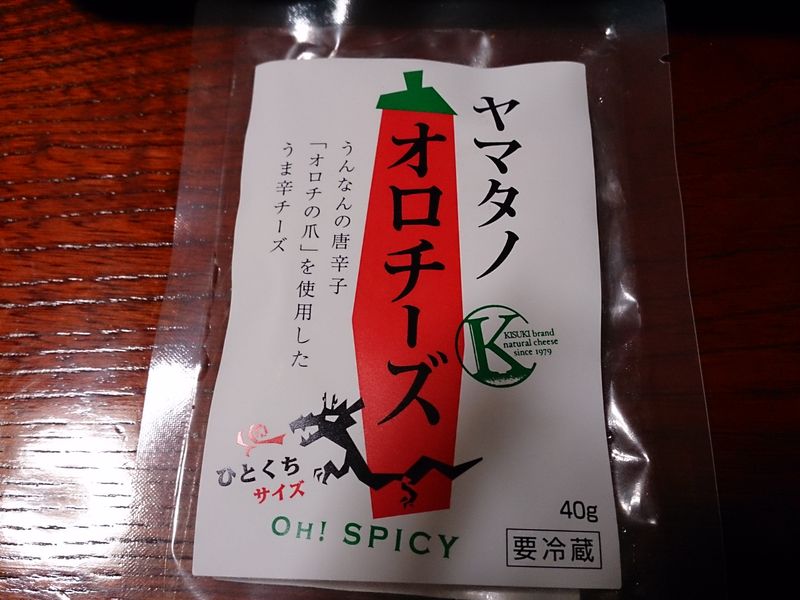 ヤマタノ
オロチーズ
うんなんの唐辛子
「オロチの爪」を使用した
うま辛チーズ
K
KISUKI brand
natural cheese
since 1979
ひとくち
サイズ
OH! SPICY
40g
要冷蔵